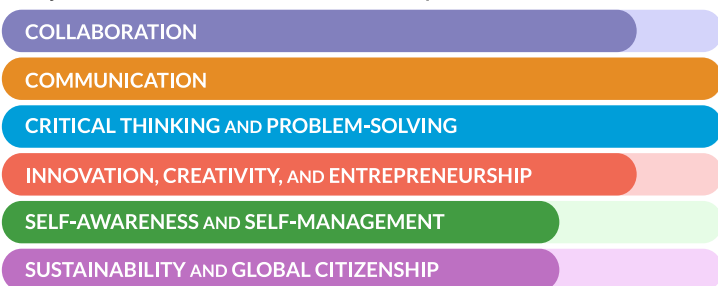 COLLABORATION
COMMUNICATION
CRITICAL THINKING AND PROBLEM-SOLVING
INNOVATION, CREATIVITY, AND ENTREPRENEURSHIP
SELF-AWARENESS AND SELF-MANAGEMENT
SUSTAINABILITY AND GLOBAL CITIZENSHIP